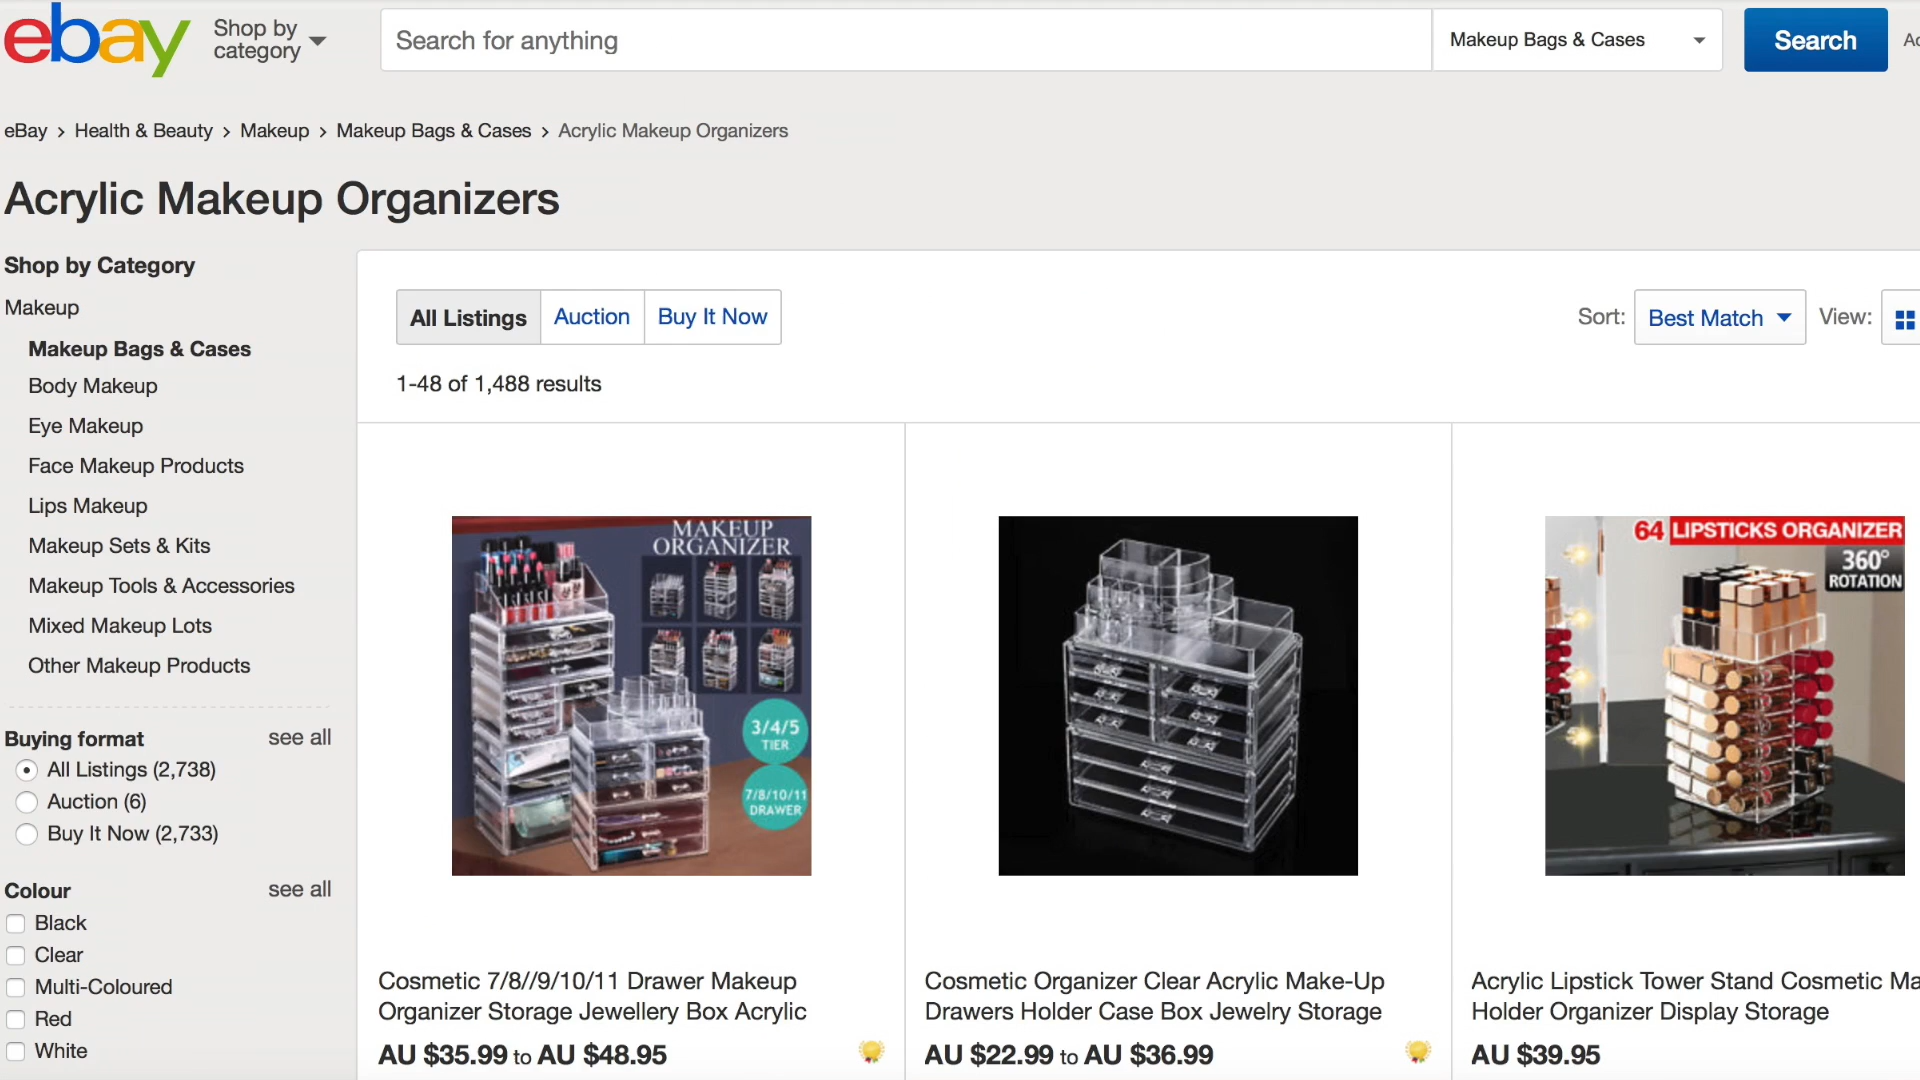 ebay
Shop by
category
Search for anything
Makeup Bags & Cases
Search
eBay > Health & Beauty > Makeup > Makeup Bags & Cases > Acrylic Makeup Organizers
Acrylic Makeup Organizers
Shop by Category
Makeup
Makeup Bags & Cases
Body Makeup
Eye Makeup
Face Makeup Products
Lips Makeup
Makeup Sets & Kits
Makeup Tools & Accessories
Mixed Makeup Lots
Other Makeup Products
Buying format
see all
All Listings (2,738)
Auction (6)
Buy It Now (2,733)
Colour
see all
Black
Clear
Multi-Coloured
Red
White
All Listings
Auction
Buy It Now
Sort:
Best Match
View:
1-48 of 1,488 results
MAKEUP
ORGANIZER
3/4/5
TIER
7/8/10/11
DRAWER
Cosmetic 7/8//9/10/11 Drawer Makeup
Organizer Storage Jewellery Box Acrylic
AU $35.99 to AU $48.95
Cosmetic Organizer Clear Acrylic Make-Up
Drawers Holder Case Box Jewelry Storage
AU $22.99 to AU $36.99
64 LIPSTICKS ORGANIZER
360°
ROTATION
Acrylic Lipstick Tower Stand Cosmetic Ma
Holder Organizer Display Storage
AU $39.95